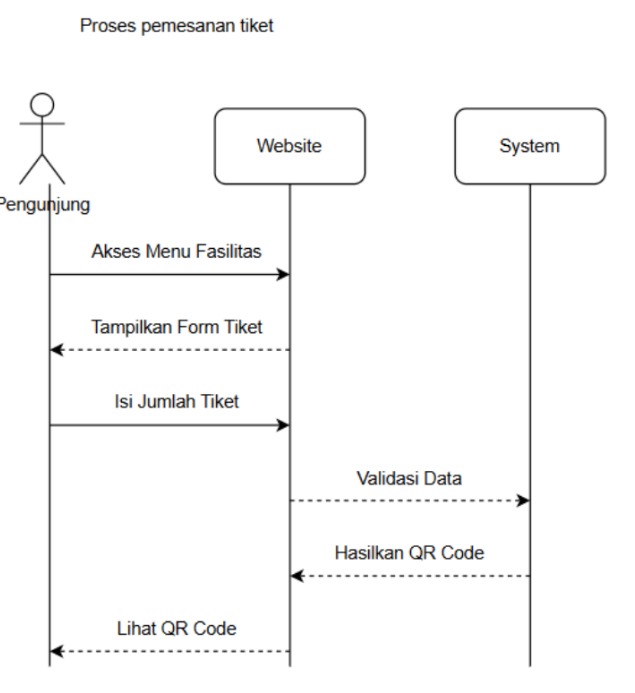 Proses pemesanan tiket
Website
System
Pengunjung
Akses Menu Fasilitas
Tampilkan Form Tiket
Isi Jumlah Tiket
Validasi Data
Hasilkan QR Code
Lihat QR Code